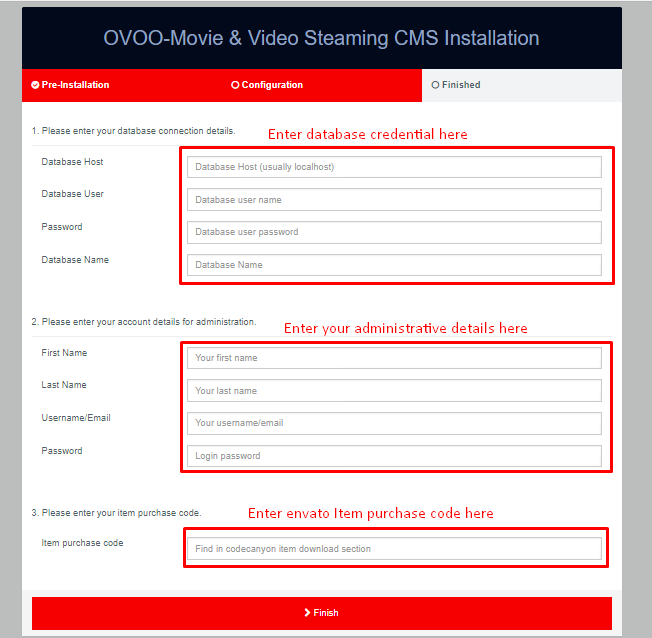 OVOO-Movie & Video Steaming CMS Installation
Pre-Installation
Configuration
Finished
1. Please enter your database connection details.
Enter database credential here
Database Host
Database Host (usually localhost)
Database User
Database user name
Password
Database user password
Database Name
Database Name
2. Please enter your account details for administration.
Enter your administrative details here
First Name
Your first name
Last Name
Your last name
Username/Email
Your username/email
Password
Login password
3. Please enter your item purchase code.
Enter envato Item purchase code here
Item purchase code
Find in codecanyon item download section
Finish